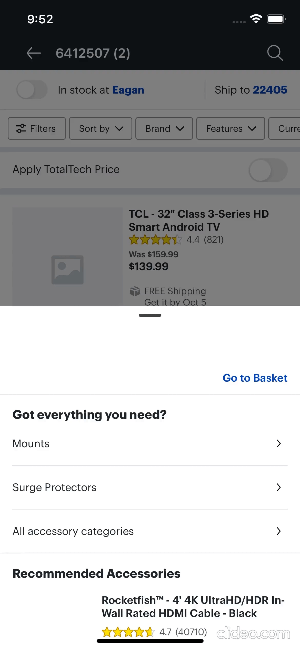 9:52
6412507 (2)
In stock at Eagan
Ship to 22405
Filters
Sort by
Brand
Features
Curre
Apply TotalTech Price
TCL - 32" Class 3-Series HD
Smart Android TV
4.4 (821)
Was $159.99
$139.99
FREE Shipping
Get it by Oct 5
Go to Basket
Got everything you need?
Mounts
Surge Protectors
All accessory categories
Recommended Accessories
Rocketfish™ - 4' 4K UltraHD/HDR In-
Wall Rated HDMI Cable - Black
4.7 (40710)
cidec.com